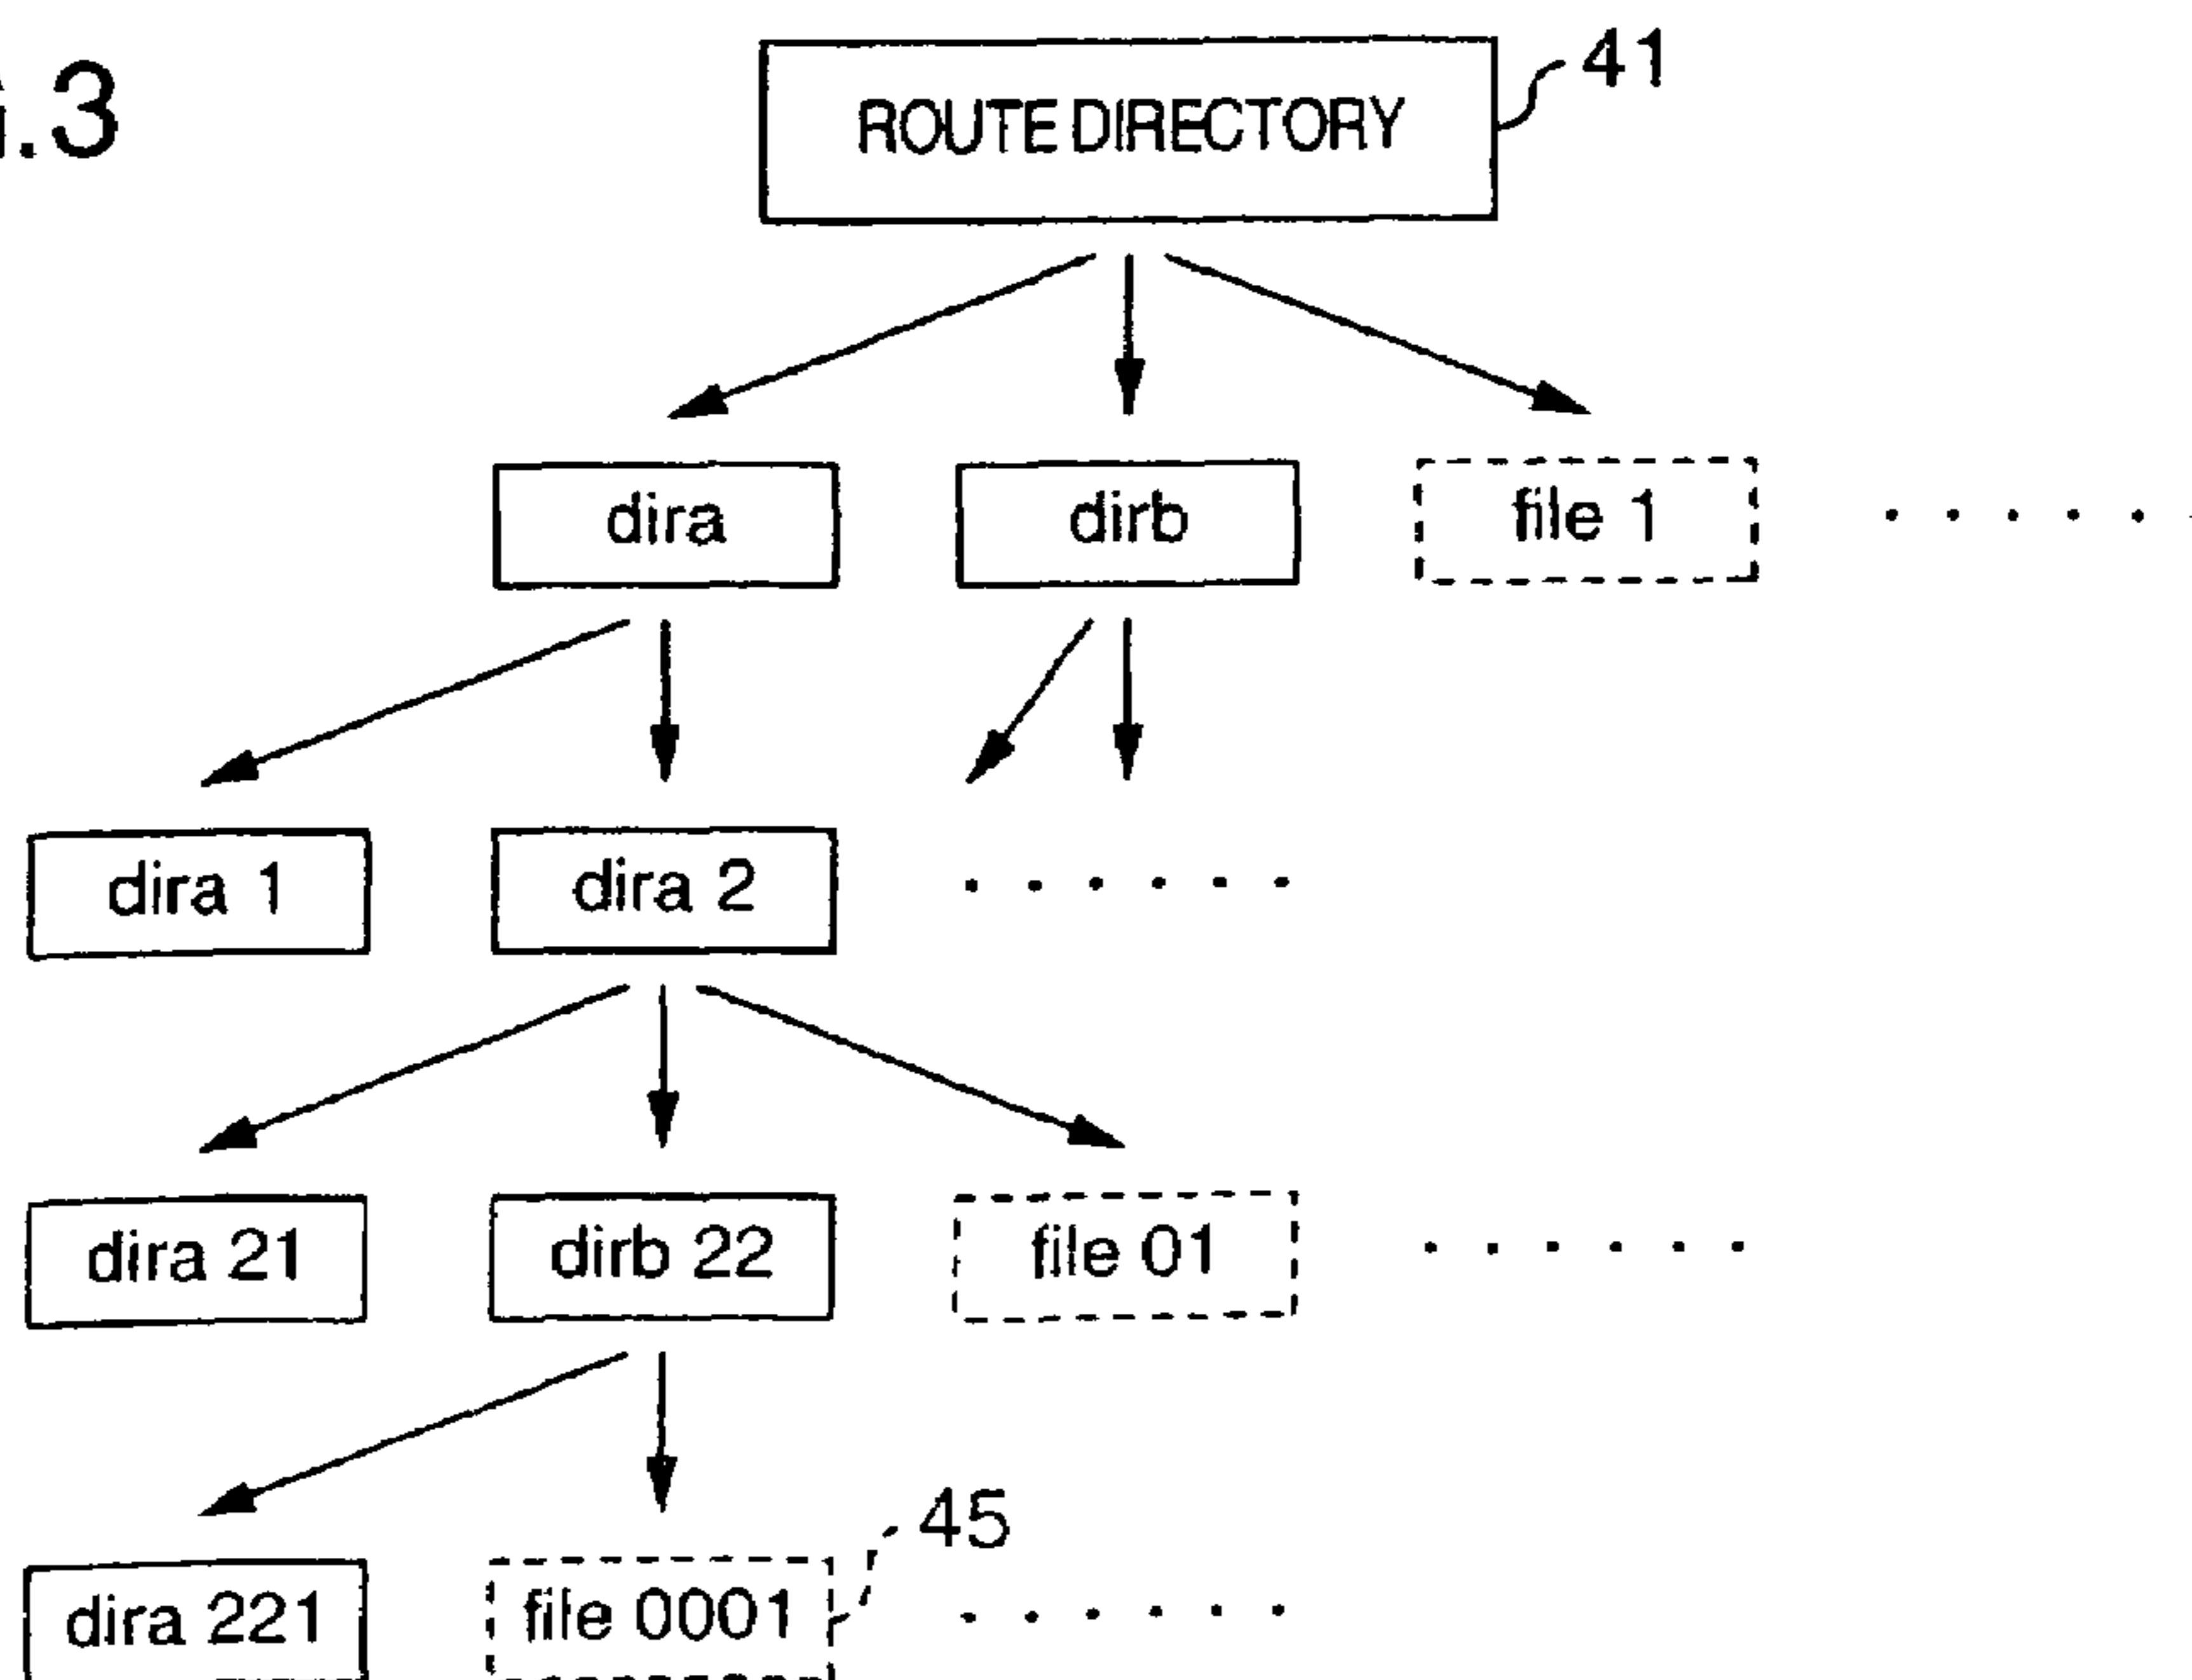 .3
41
ROUTE DIRECTORY
dira
dirb
file 1
dira 1
dira 2
dira 21
dirb 22
file 01
45
dira 221
file 0001